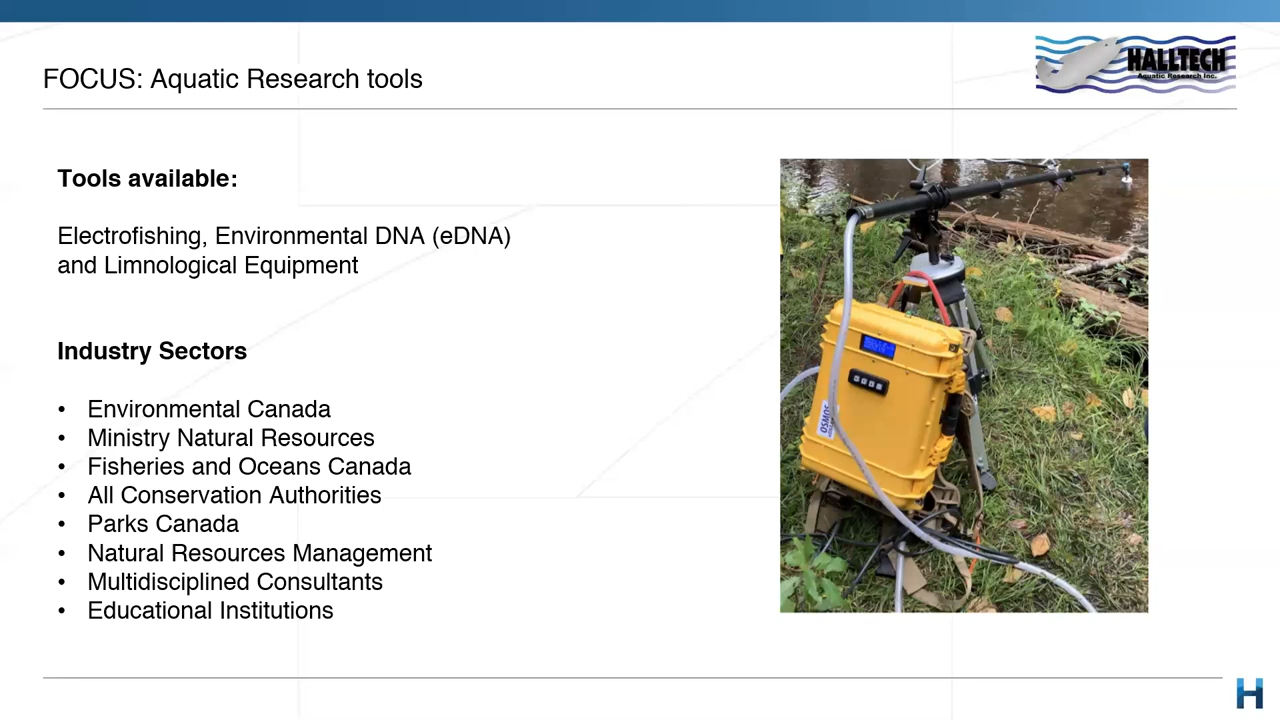 FOCUS: Aquatic Research tools
HALLTECH
Aquatic Research Inc.
Tools available:
Electrofishing, Environmental DNA (eDNA)
and Limnological Equipment
Industry Sectors
• Environmental Canada
• Ministry Natural Resources
• Fisheries and Oceans Canada
• All Conservation Authorities
• Parks Canada
• Natural Resources Management
• Multidisciplined Consultants
• Educational Institutions
OSMOS
H